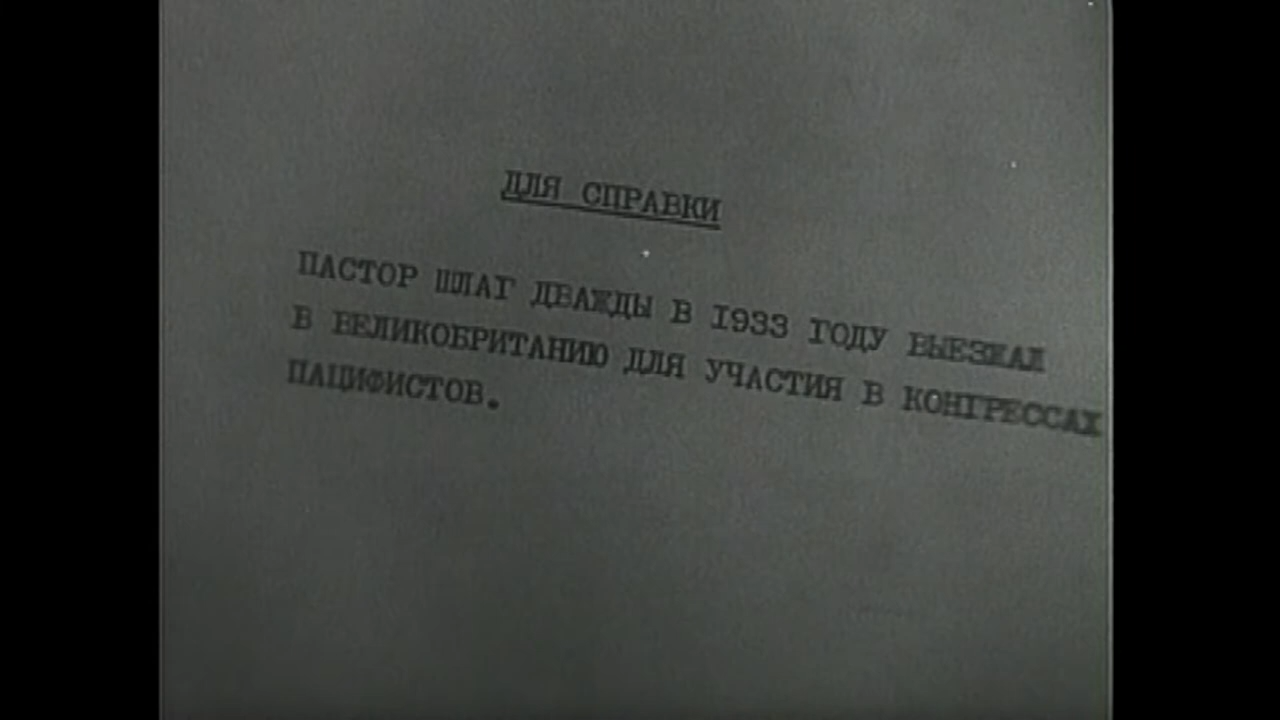 ДЛЯ СПРАВКИ
ПАСТОР ШЛАГ ДВАЖДЫ В 1933 ГОДУ ВЫЕЗЖАЛ
В ВЕЛИКОБРИТАНИЮ ДЛЯ УЧАСТИЯ В КОНГРЕССАХ
ПАЦИФИСТОВ.